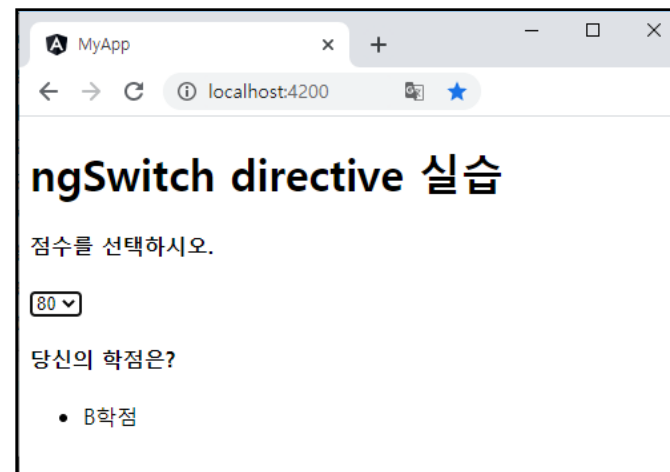 MyApp
localhost:4200
ngSwitch directive 실습
점수를 선택하시오.
80
당신의 학점은?
B학점